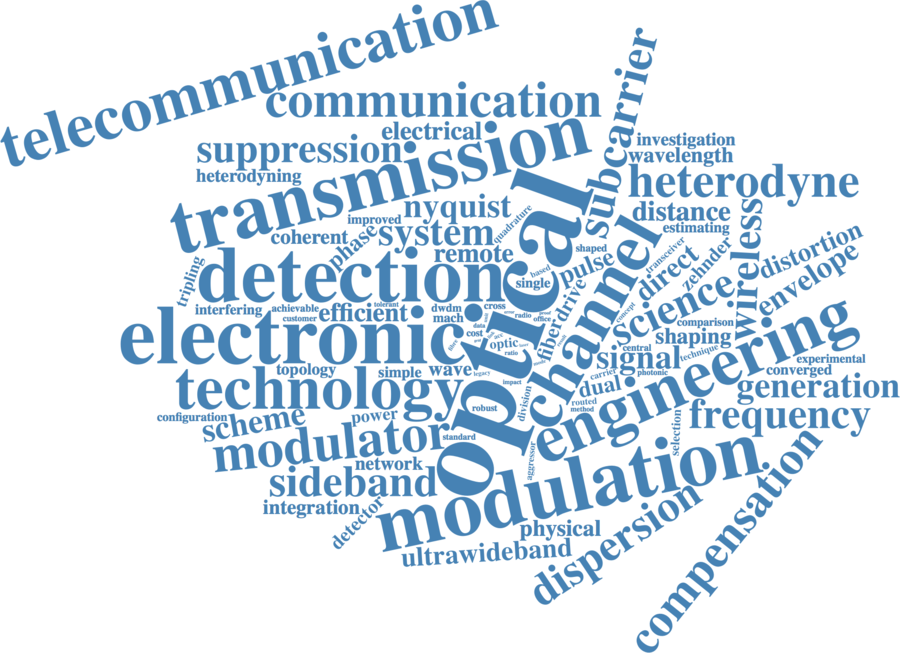 telecommunication
communication
electrical
suppression
transmission
heterodyning
subcarrier
investigation
wavelength
heterodyne
nyquist
improved
quadrature
distance
coherent
phase
system
estimating
wireless
remote
optical
channel
transceiver
zehnder
distortion
tripling
detection
based
shaped
pulse
single
direct
envelope
interfering
achievable
tolerant
efficient
customer
dwdm
cross
error
radio
proud
office
fiber
drive
concept
science
comparison
electronic
mach
data
cost
shaping
central
signal
technique
optic
ratio
engineering
topology
simple
wave
legacy
experimental
converged
photonic
carrier
technology
impact
dual
generation
configuration
scheme
power
robust
division
routed
method
frequency
modulator
standard
selection
network
aggressor
sideband
modulation
integration
detector
physical
ultrawideband
dispersion
compensation